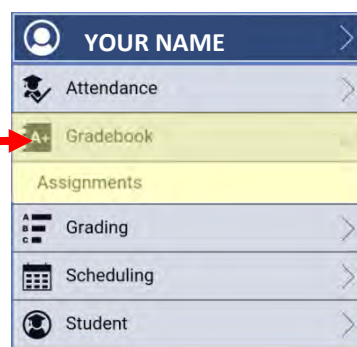 YOUR NAME
Attendance
A+ Gradebook
Assignments
A
B
C
Grading
Scheduling
Student